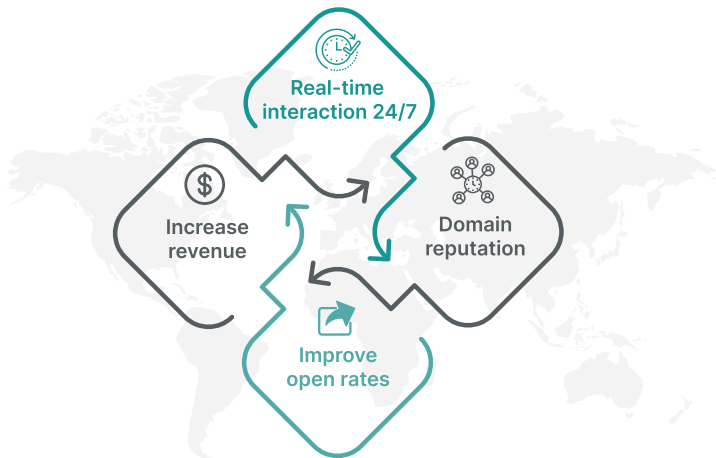 Real-time
interaction 24/7
Increase
revenue
Domain
reputation
Improve
open rates